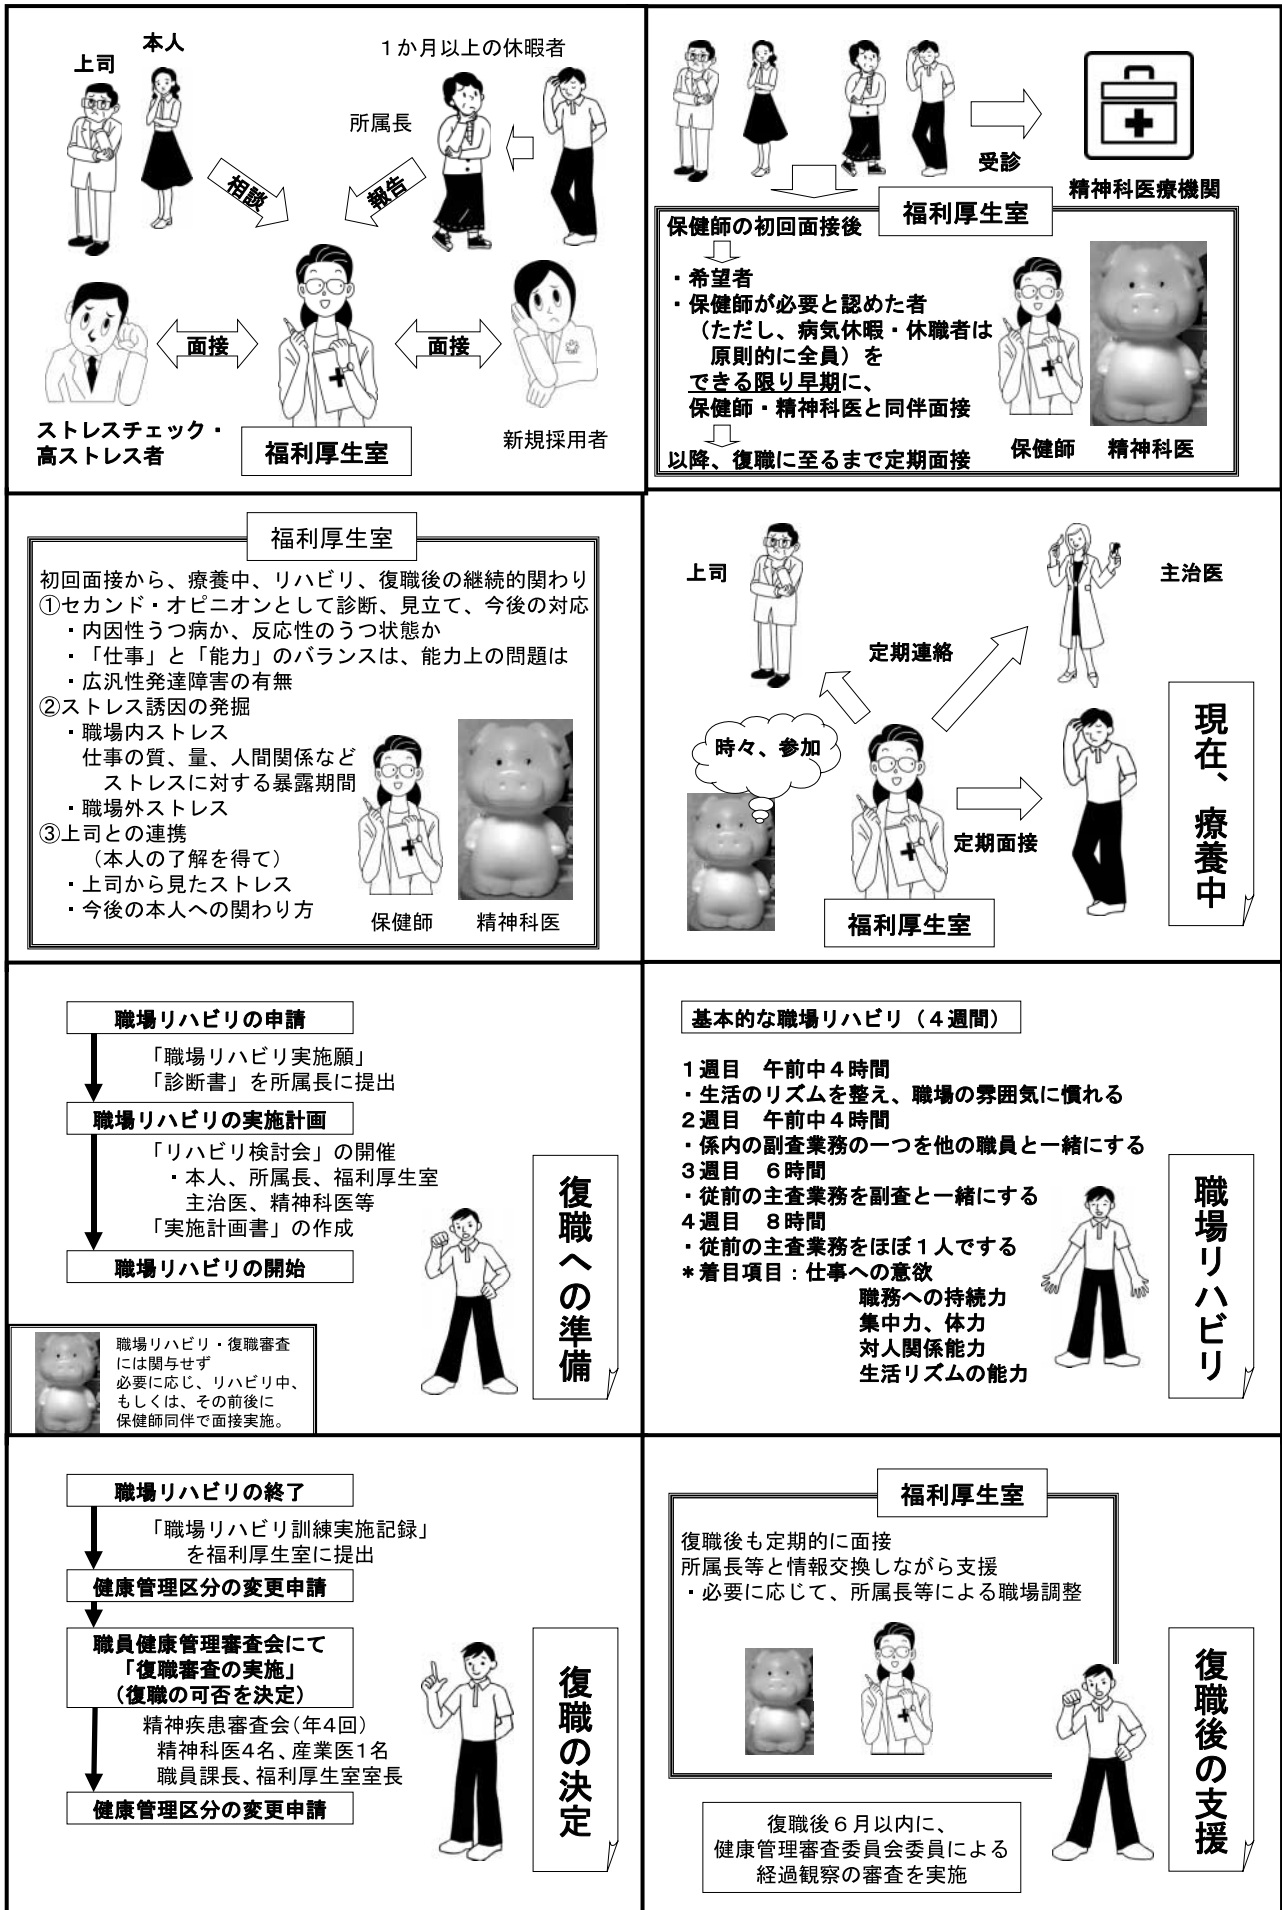 本人
上司
1か月以上の休暇者
所属長
相談
報告
面接
面接
ストレスチェック・
高ストレス者
福利厚生室
新規採用者
受診
精神科医療機関
福利厚生室
保健師の初回面接後
・希望者
・保健師が必要と認めた者
（ただし、病気休暇・休職者は
原則的に全員）を
できる限り早期に、
保健師・精神科医と同伴面接
以降、復職に至るまで定期面接
保健師
精神科医
福利厚生室
初回面接から、療養中、リハビリ、復職後の継続的関わり
①セカンド・オピニオンとして診断、見立て、今後の対応
・内因性うつ病か、反応性のうつ状態か
・「仕事」と「能力」のバランスは、能力上の問題は
・広汎性発達障害の有無
②ストレス誘因の発掘
・職場内ストレス
仕事の質、量、人間関係など
ストレスに対する暴露期間
・職場外ストレス
③上司との連携
（本人の了解を得て）
・上司から見たストレス
・今後の本人への関わり方
保健師
精神科医
上司
主治医
定期連絡
時々、参加
定期面接
福利厚生室
現在、療養中
職場リハビリの申請
「職場リハビリ実施願」
「診断書」を所属長に提出
職場リハビリの実施計画
「リハビリ検討会」の開催
・本人、所属長、福利厚生室
主治医、精神科医等
「実施計画書」の作成
職場リハビリの開始
復職への準備
職場リハビリ・復職審査
には関与せず
必要に応じ、リハビリ中、
もしくは、その前後に
保健師同伴で面接実施。
基本的な職場リハビリ（４週間）
１週目　午前中４時間
・生活のリズムを整え、職場の雰囲気に慣れる
２週目　午前中４時間
・係内の副査業務の一つを他の職員と一緒にする
３週目　６時間
・従前の主査業務を副査と一緒にする
４週目　８時間
・従前の主査業務をほぼ１人でする
＊着目項目：仕事への意欲
職務への持続力
集中力、体力
対人関係能力
生活リズムの能力
職場リハビリ
職場リハビリの終了
「職場リハビリ訓練実施記録」
を福利厚生室に提出
健康管理区分の変更申請
職員健康管理審査会にて
「復職審査の実施」
（復職の可否を決定）
精神疾患審査会（年4回）
精神科医4名、産業医1名
職員課長、福利厚生室室長
健康管理区分の変更申請
復職の決定
福利厚生室
復職後も定期的に面接
所属長等と情報交換しながら支援
・必要に応じて、所属長等による職場調整
復職後の支援
復職後６月以内に、
健康管理審査委員会委員による
経過観察の審査を実施